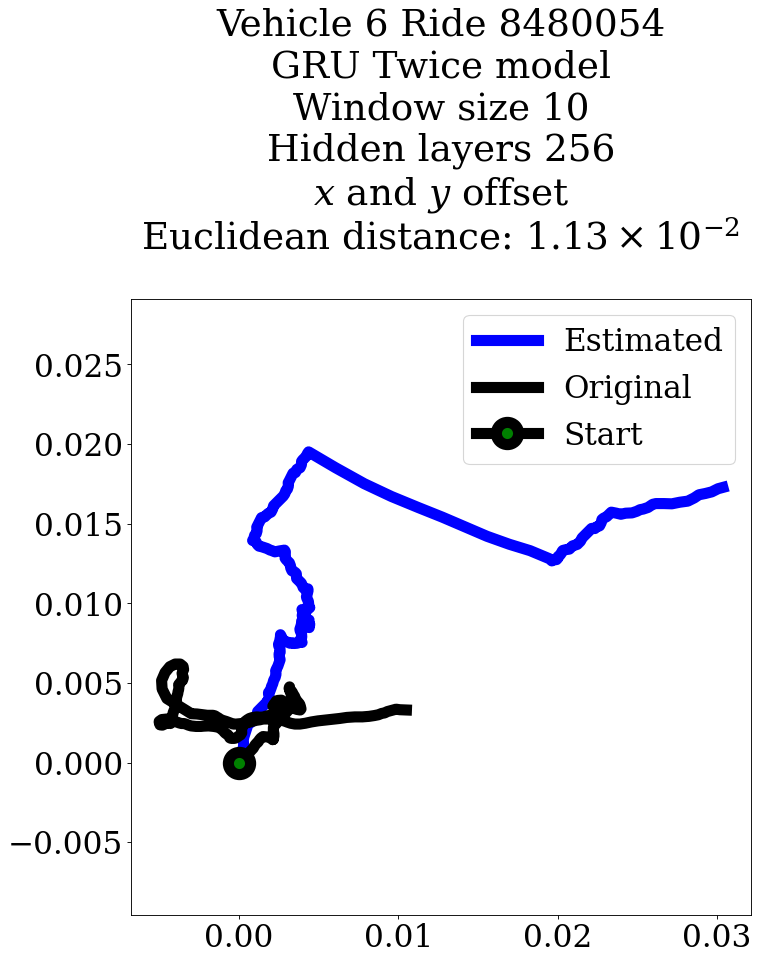 Vehicle 6 Ride 8480054
GRU Twice model
Window size 10
Hidden layers 256
x and y offset
Euclidean distance: 1.13 × 10⁻²
Estimated
Original
Start
0.025
0.020
0.015
0.010
0.005
0.000
−0.005
0.00 0.01 0.02 0.03